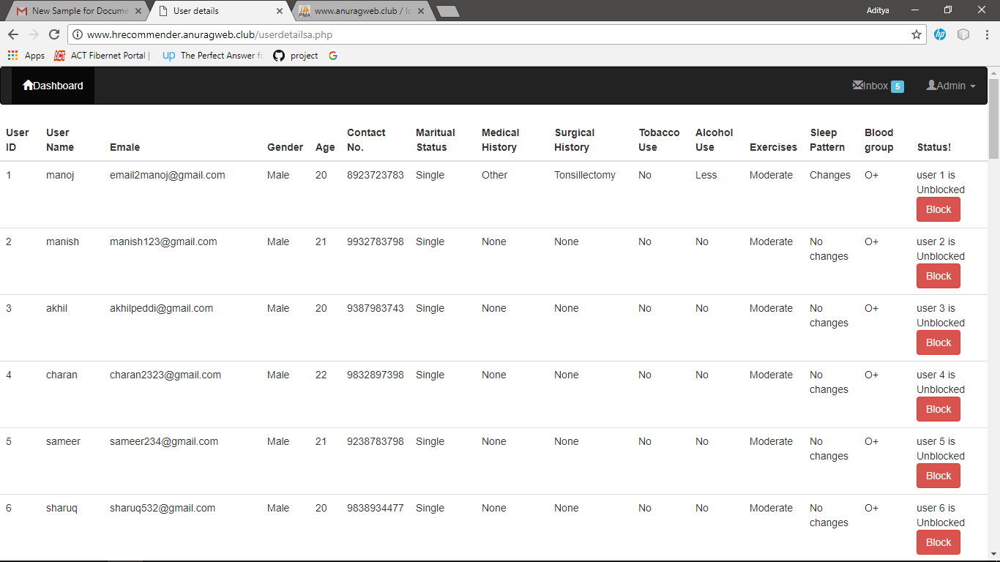 New Sample for Docume
User details
www.anuragweb.club / lo
Aditya
www.hrecommender.anuragweb.club/userdetailsa.php
Apps ACT ACT Fibernet Portal | up The Perfect Answer fo project G
Dashboard Inbox 5 Admin
User ID User Name Emale Gender Age Contact No. Maritual Status Medical History Surgical History Tobacco Use Alcohol Use Exercises Sleep Pattern Blood group Status!
1 manoj email2manoj@gmail.com Male 20 8923723783 Single Other Tonsillectomy No Less Moderate Changes O+ user 1 is Unblocked
Block
2 manish manish123@gmail.com Male 21 9932783798 Single None None No No Moderate No changes O+ user 2 is Unblocked
Block
3 akhil akhilpeddi@gmail.com Male 20 9387983743 Single None None No No Moderate No changes O+ user 3 is Unblocked
Block
4 charan charan2323@gmail.com Male 22 9832897398 Single None None No No Moderate No changes O+ user 4 is Unblocked
Block
5 sameer sameer234@gmail.com Male 21 9238783798 Single None None No No Moderate No changes O+ user 5 is Unblocked
Block
6 sharuq sharuq532@gmail.com Male 20 9838934477 Single None None No No Moderate No changes O+ user 6 is Unblocked
Block